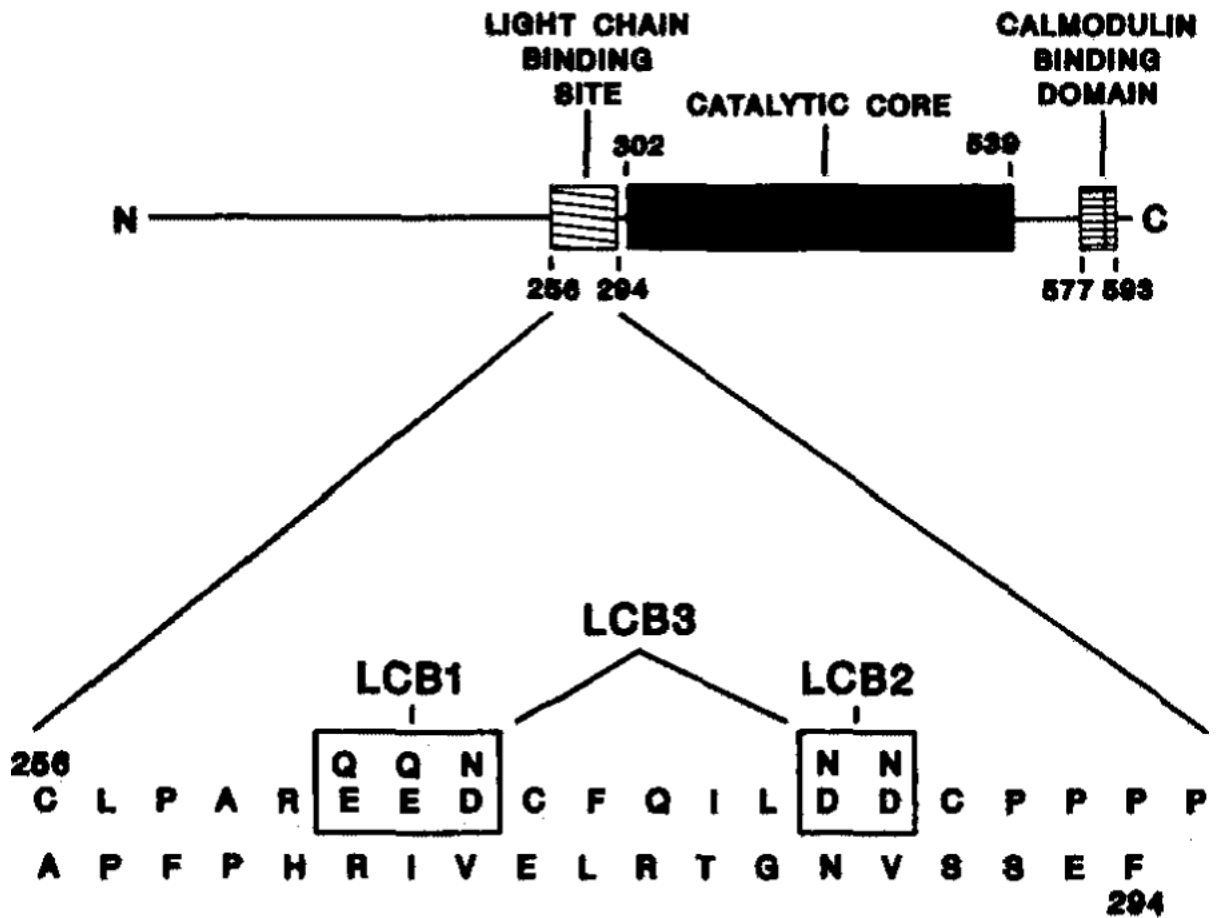 LIGHT CHAIN
BINDING
SITE
CALMODULIN
BINDING
DOMAIN
CATALYTIC CORE
302
539
N
C
256
294
577
593
LCB3
LCB1
LCB2
256
Q Q N
N N
C L P A R E E D C F Q I L D D C P P P P
A P F P H R I V E L R T G N V S S E F
294